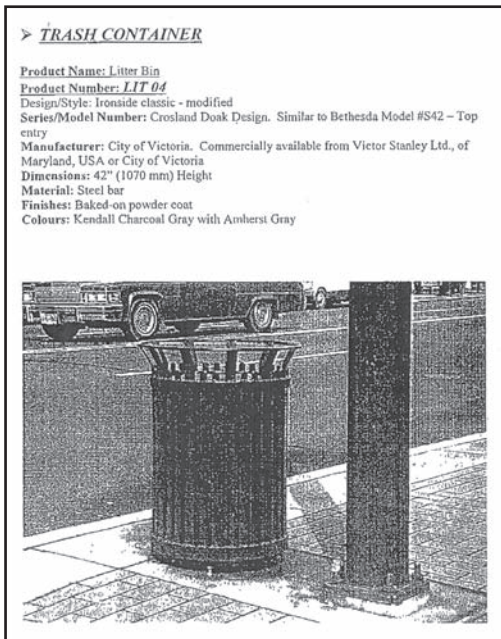 ➢ TRASH CONTAINER
Product Name: Litter Bin
Product Number: LIT 04
Design/Style: Ironside classic - modified
Series/Model Number: Crosland Doak Design. Similar to Bethesda Model #S42 – Top
entry
Manufacturer: City of Victoria. Commercially available from Victor Stanley Ltd., of
Maryland, USA or City of Victoria
Dimensions: 42" (1070 mm) Height
Material: Steel bar
Finishes: Baked-on powder coat
Colours: Kendall Charcoal Gray with Amherst Gray